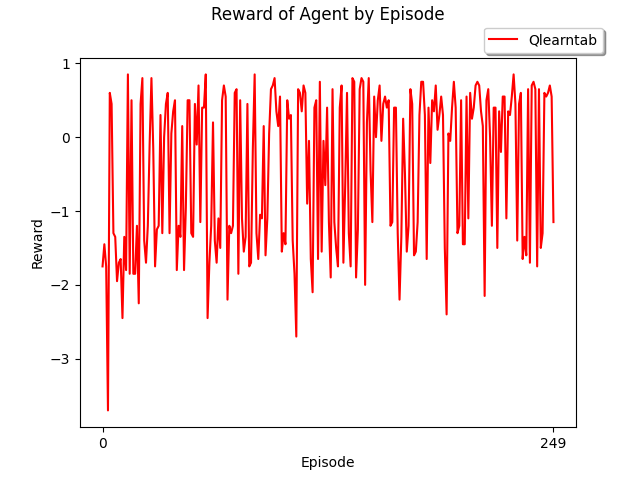 Reward of Agent by Episode
Qlearntab
1
0
−1
−2
−3
Reward
0
249
Episode